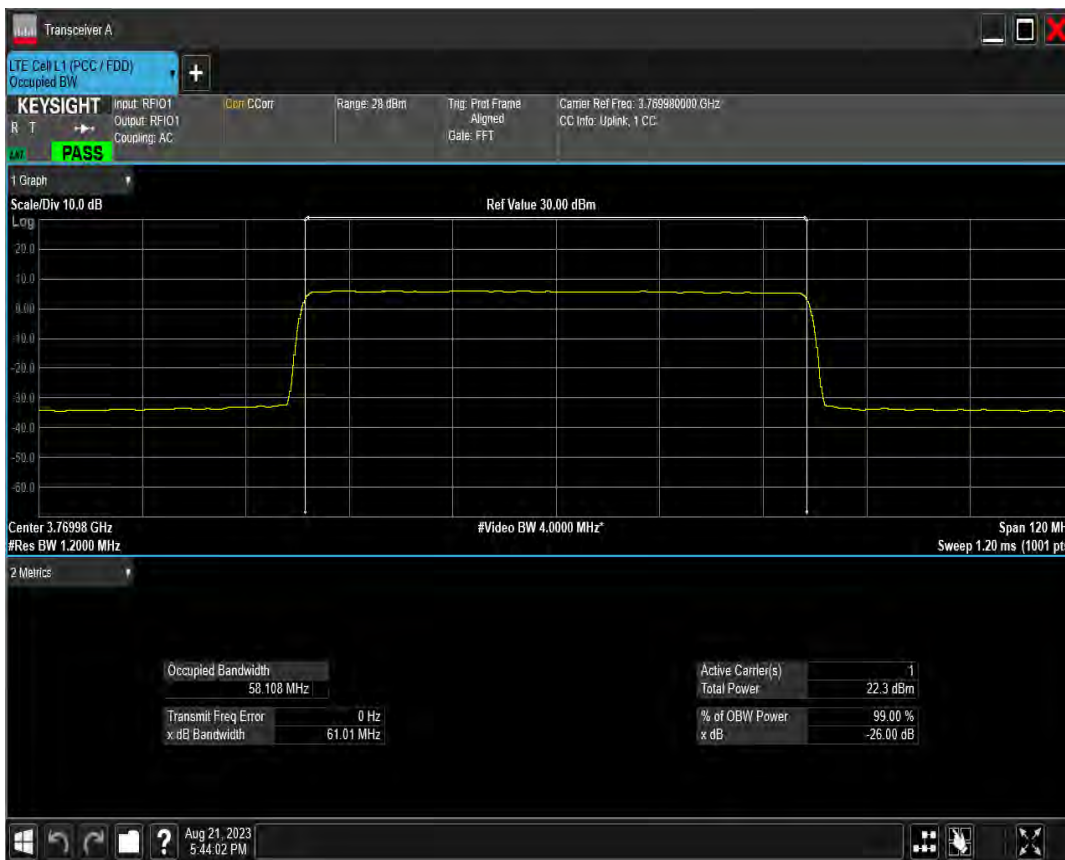 Transceiver A
LTE Cell L1 (PCC / FDD)
Occupied BW
KEYSIGHT
R T
PASS
Input: RFIO1
Output: RFIO1
Coupling: AC
Corr CCorr
Range: 28 dBm
Trig: Prot Frame
Aligned
Gate: FFT
Carrier Ref Freq: 3.769980000 GHz
CC Info: Uplink, 1 CC
1 Graph
Scale/Div 10.0 dB
Ref Value 30.00 dBm
Log
20.0
10.0
0.00
-10.0
-20.0
-30.0
-40.0
-50.0
-60.0
Center 3.76998 GHz
#Video BW 4.0000 MHz*
Span 120 MH
#Res BW 1.2000 MHz
Sweep 1.20 ms (1001 pts
2 Metrics
Occupied Bandwidth
58.108 MHz
Transmit Freq Error 0 Hz
x dB Bandwidth 61.01 MHz
Active Carrier(s) 1
Total Power 22.3 dBm
% of OBW Power 99.00 %
x dB -26.00 dB
?
Aug 21, 2023
5:44:02 PM